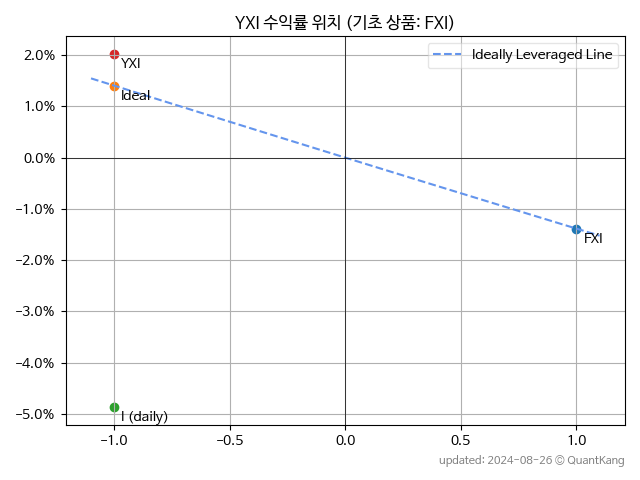 YXI 수익률 위치 (기초 상품: FXI)
2.0%
1.0%
0.0%
-1.0%
-2.0%
-3.0%
-4.0%
-5.0%
Ideally Leveraged Line
YXI
Ideal
FXI
I (daily)
-1.0
-0.5
0.0
0.5
1.0
updated: 2024-08-26 © QuantKang